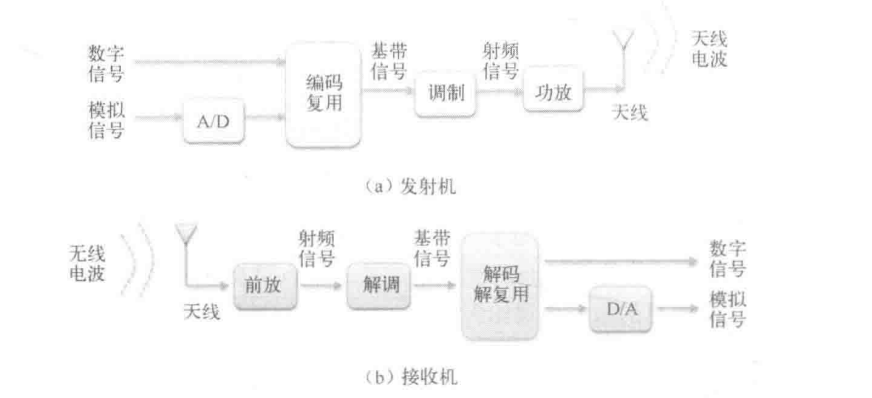 数字
信号
模拟
信号
A/D
编码
复用
基带
信号
调制
射频
信号
功放
天线
天线
电波
(a)发射机
无线
电波
天线
前放
射频
信号
解调
基带
信号
解码
解复用
D/A
数字
信号
模拟
信号
(b)接收机